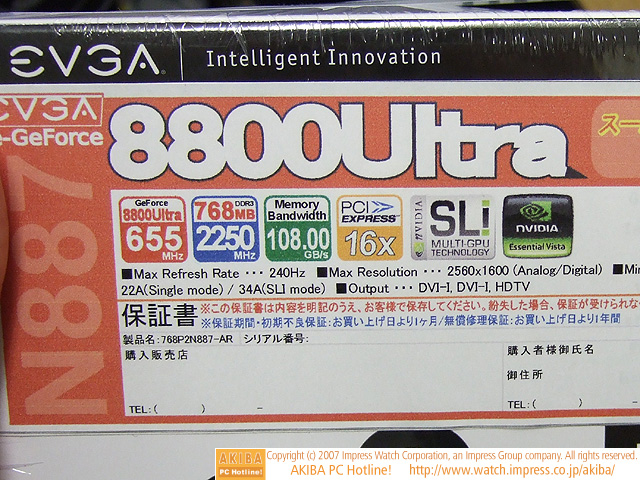 EVGA Intelligent Innovation
EVGA
e-GeForce
8800Ultra
スー
N887
GeForce 8800Ultra 655 MHz
768MB DDR3 2250 MHz
Memory Bandwidth 108.00 GB/s
PCI EXPRESS 16x
NVIDIA SLI MULTI-GPU TECHNOLOGY
NVIDIA Essential Vista
■Max Refresh Rate ··· 240Hz ■Max Resolution ··· 2560x1600 (Analog/Digital) ■Mi
22A(Single mode) / 34A(SLI mode) ■Output ··· DVI-I, DVI-I, HDTV
保証書 ※この保証書は内容を明記のうえ、お客様で保存してください。紛失した場合、保証が受けられな
※保証期間・初期不良保証:お買い上げ日より1ヶ月/無償修理保証:お買い上げ日より1年間
製品名:768P2N887-AR シリアル番号:
購入販売店
購入者様御氏名
御住所
TEL:( ) -
TEL:( ) -
AKIBA PC Hotline!
Copyright (c) 2007 Impress Watch Corporation, an Impress Group company. All rights reserved.
AKIBA PC Hotline! http://www.watch.impress.co.jp/akiba/